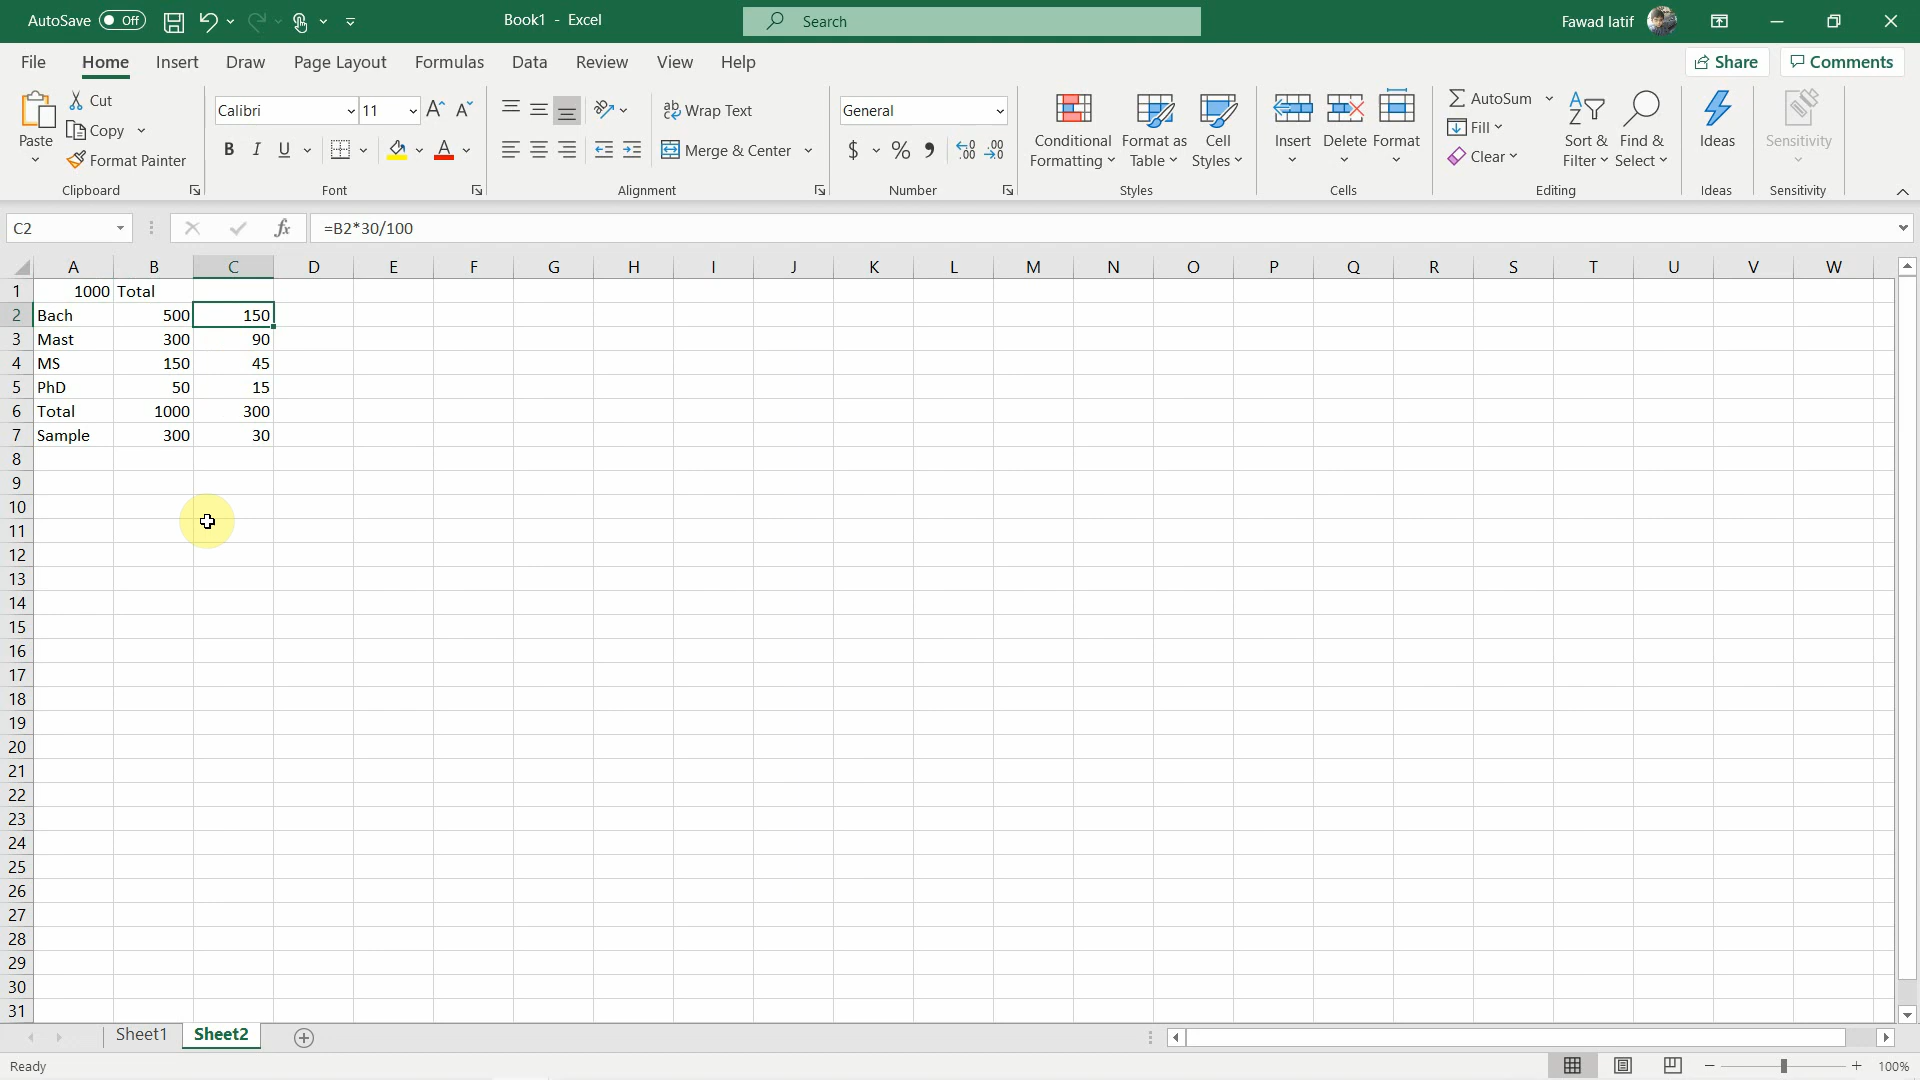 AutoSave Off Book1 - Excel Search Fawad latif
File Home Insert Draw Page Layout Formulas Data Review View Help Share Comments
Paste Cut
Copy
Format Painter
Clipboard
Calibri 11
B I U A
Font
Wrap Text
Merge & Center
Alignment
General
$ % 9
Number
Conditional Formatting
Format as Table
Cell Styles
Styles
Insert Delete Format
Cells
AutoSum
Fill
Clear
Sort & Filter
Find & Select
Editing
Ideas
Ideas
Sensitivity
Sensitivity
C2 fx =B2*30/100
A B C D E F G H I J K L M N O P Q R S T U V W
1 1000 Total
2 Bach 500 150
3 Mast 300 90
4 MS 150 45
5 PhD 50 15
6 Total 1000 300
7 Sample 300 30
8
9
10
11
12
13
14
15
16
17
18
19
20
21
22
23
24
25
26
27
28
29
30
31
Sheet1 Sheet2
Ready 100%